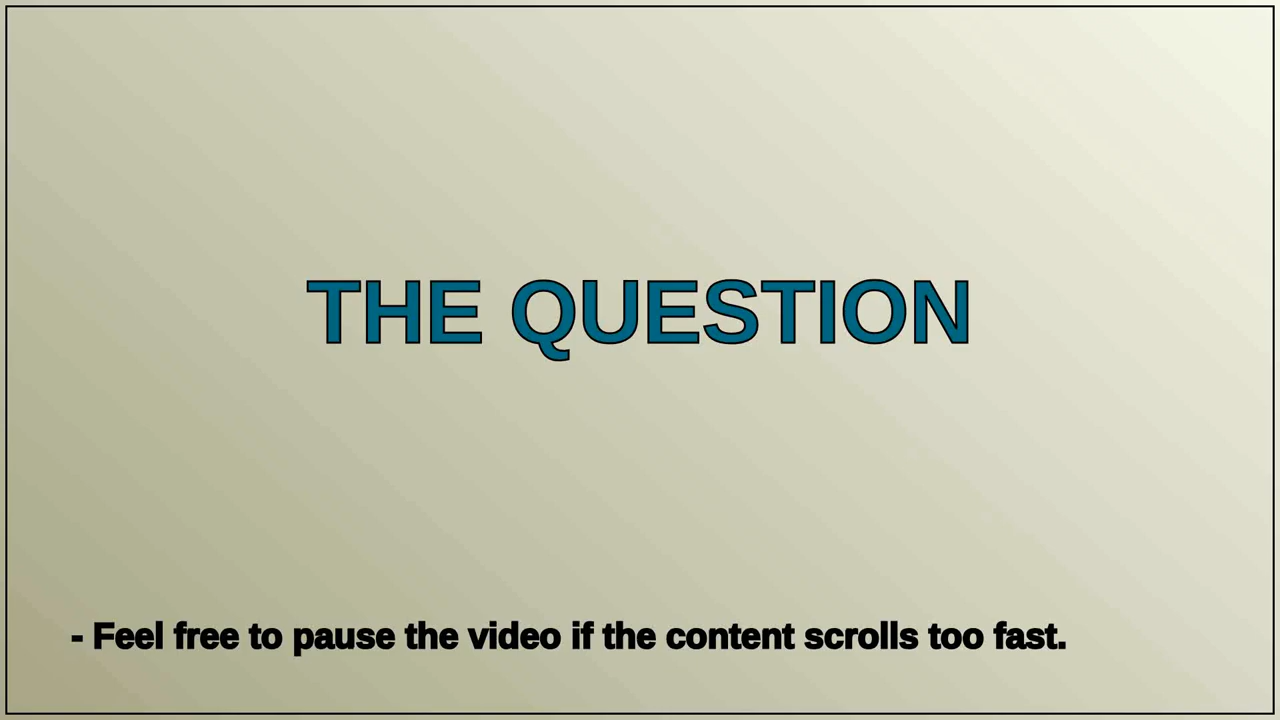 THE QUESTION
- Feel free to pause the video if the content scrolls too fast.